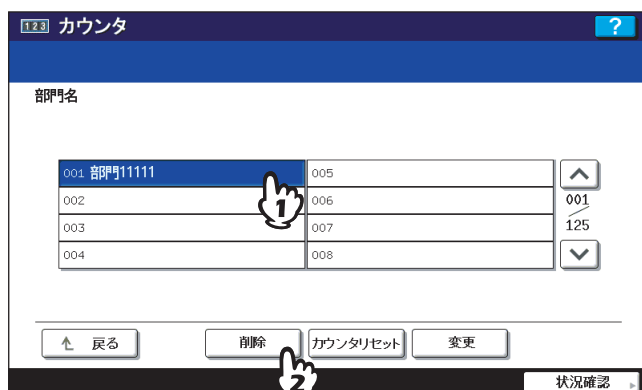 123 カウンタ ?
部門名
001 部門11111 005
002 006 001
003 007 125
004 008
戻る 削除 カウンタリセット 変更
1
2
状況確認